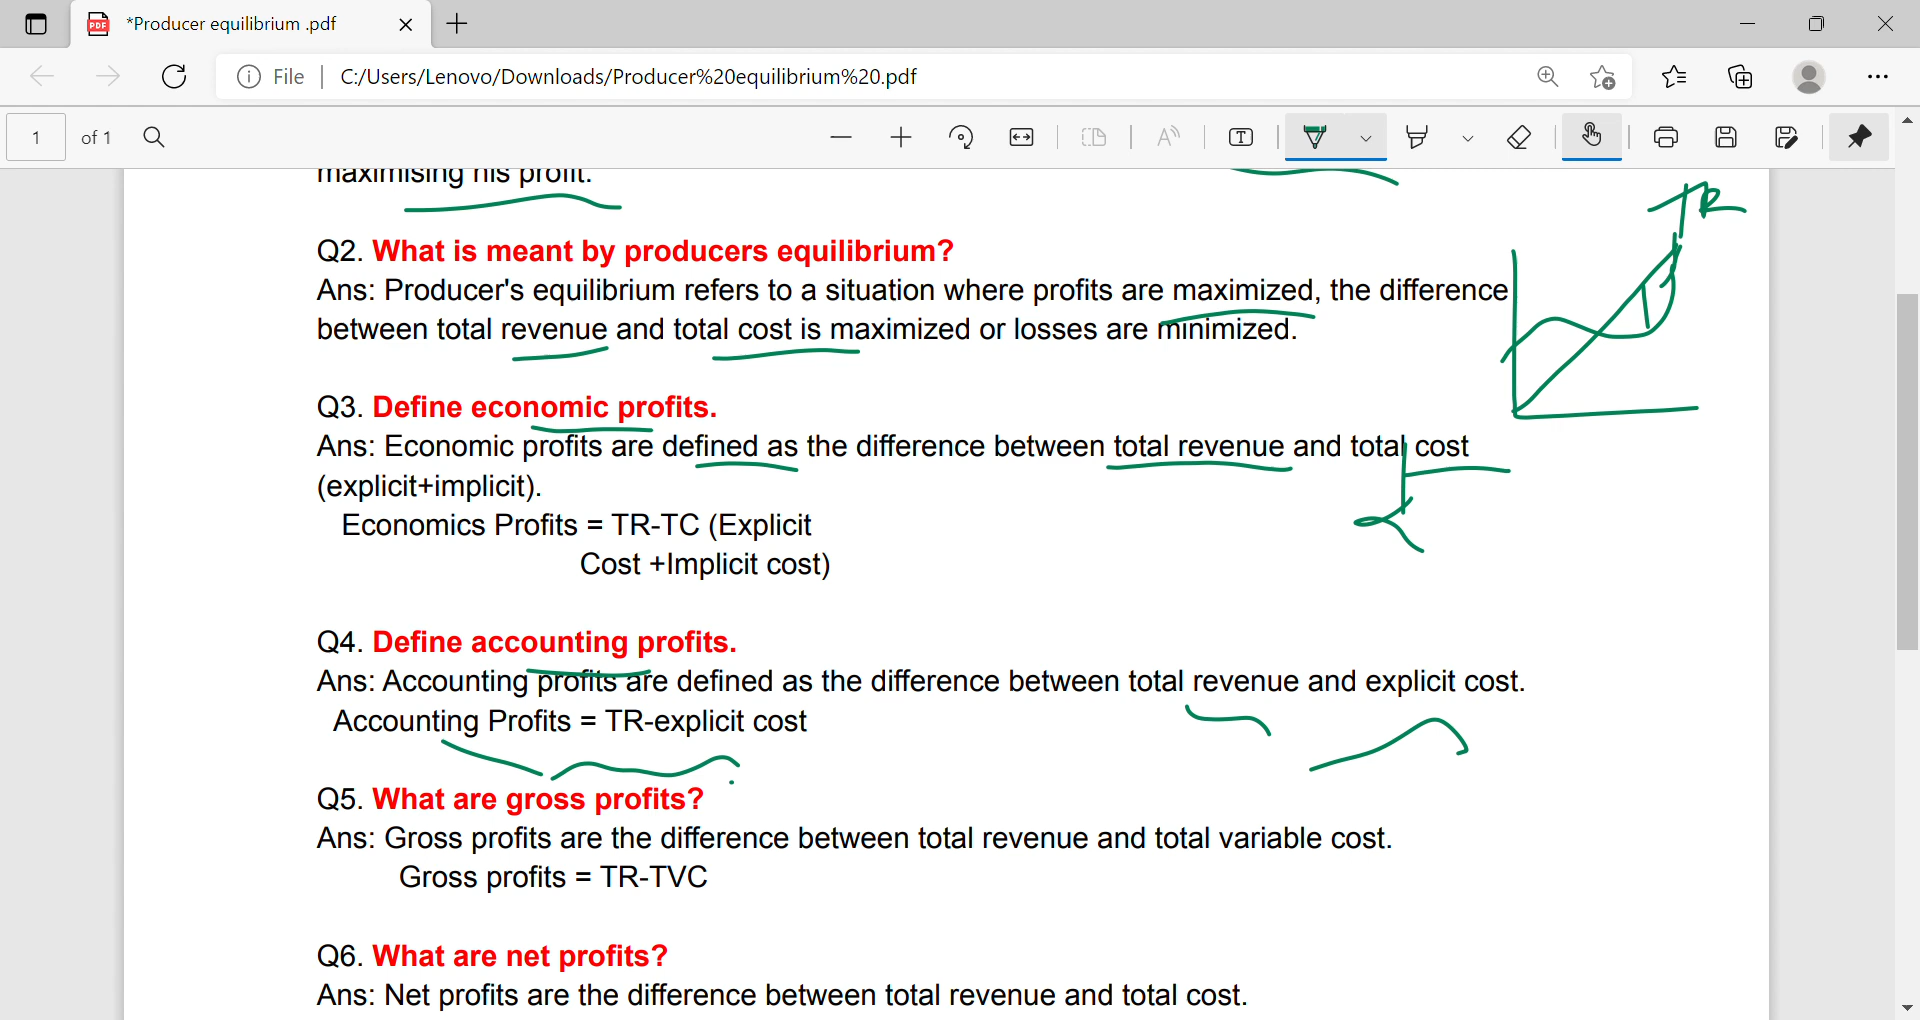 *Producer equilibrium .pdf
File C:/Users/Lenovo/Downloads/Producer%20equilibrium%20.pdf
1 of 1
maximising his profit.
TR
Q2. What is meant by producers equilibrium?
Ans: Producer's equilibrium refers to a situation where profits are maximized, the difference
between total revenue and total cost is maximized or losses are minimized.
Q3. Define economic profits.
Ans: Economic profits are defined as the difference between total revenue and total cost
(explicit+implicit).
Economics Profits = TR-TC (Explicit
Cost +Implicit cost)
Q4. Define accounting profits.
Ans: Accounting profits are defined as the difference between total revenue and explicit cost.
Accounting Profits = TR-explicit cost
Q5. What are gross profits?
Ans: Gross profits are the difference between total revenue and total variable cost.
Gross profits = TR-TVC
Q6. What are net profits?
Ans: Net profits are the difference between total revenue and total cost.